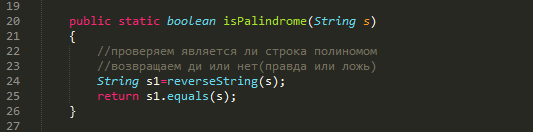 19
20 public static boolean isPalindrome(String s)
21 {
22 //проверяем является ли строка полиномом
23 //возвращаем ди или нет(правда или ложь)
24 String s1=reverseString(s);
25 return s1.equals(s);
26 }
27